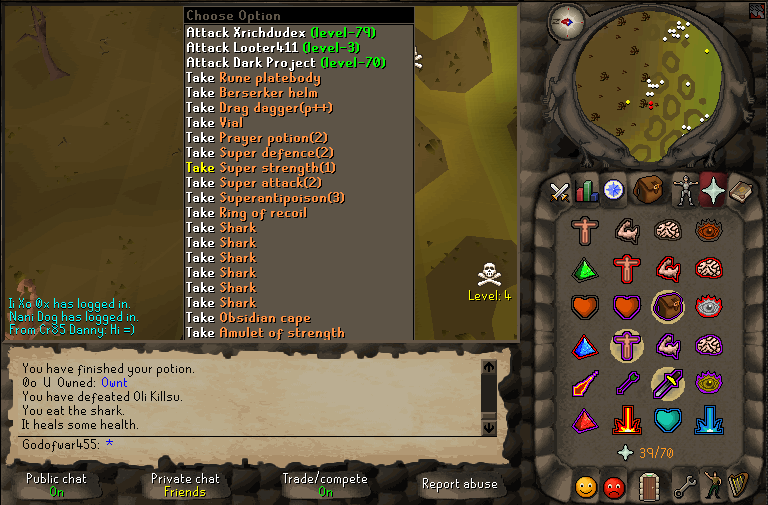 Choose Option
Attack Xrichdudex (level-79)
Attack Looter411 (level-3)
Attack Dark Project (level-70)
Take Rune platebody
Take Berserker helm
Take Drag dagger(p++)
Take Vial
Take Prayer potion(2)
Take Super defence(2)
Take Super strength(1)
Take Super attack(2)
Take Superantipoison(3)
Take Ring of recoil
Take Shark
Take Shark
Take Shark
Take Shark
Take Shark
Take Shark
Take Obsidian cape
Take Amulet of strength
Level: 4
Ii Xo 0x has logged in.
Nani Dog has logged in.
From Cr85 Danny: Hi =)
You have finished your potion.
0o U Owned: Ownt
You have defeated Oli Killsu.
You eat the shark.
It heals some health.
Godofwar455: *
39/70
Public chat
On
Private chat
Friends
Trade/compete
On
Report abuse